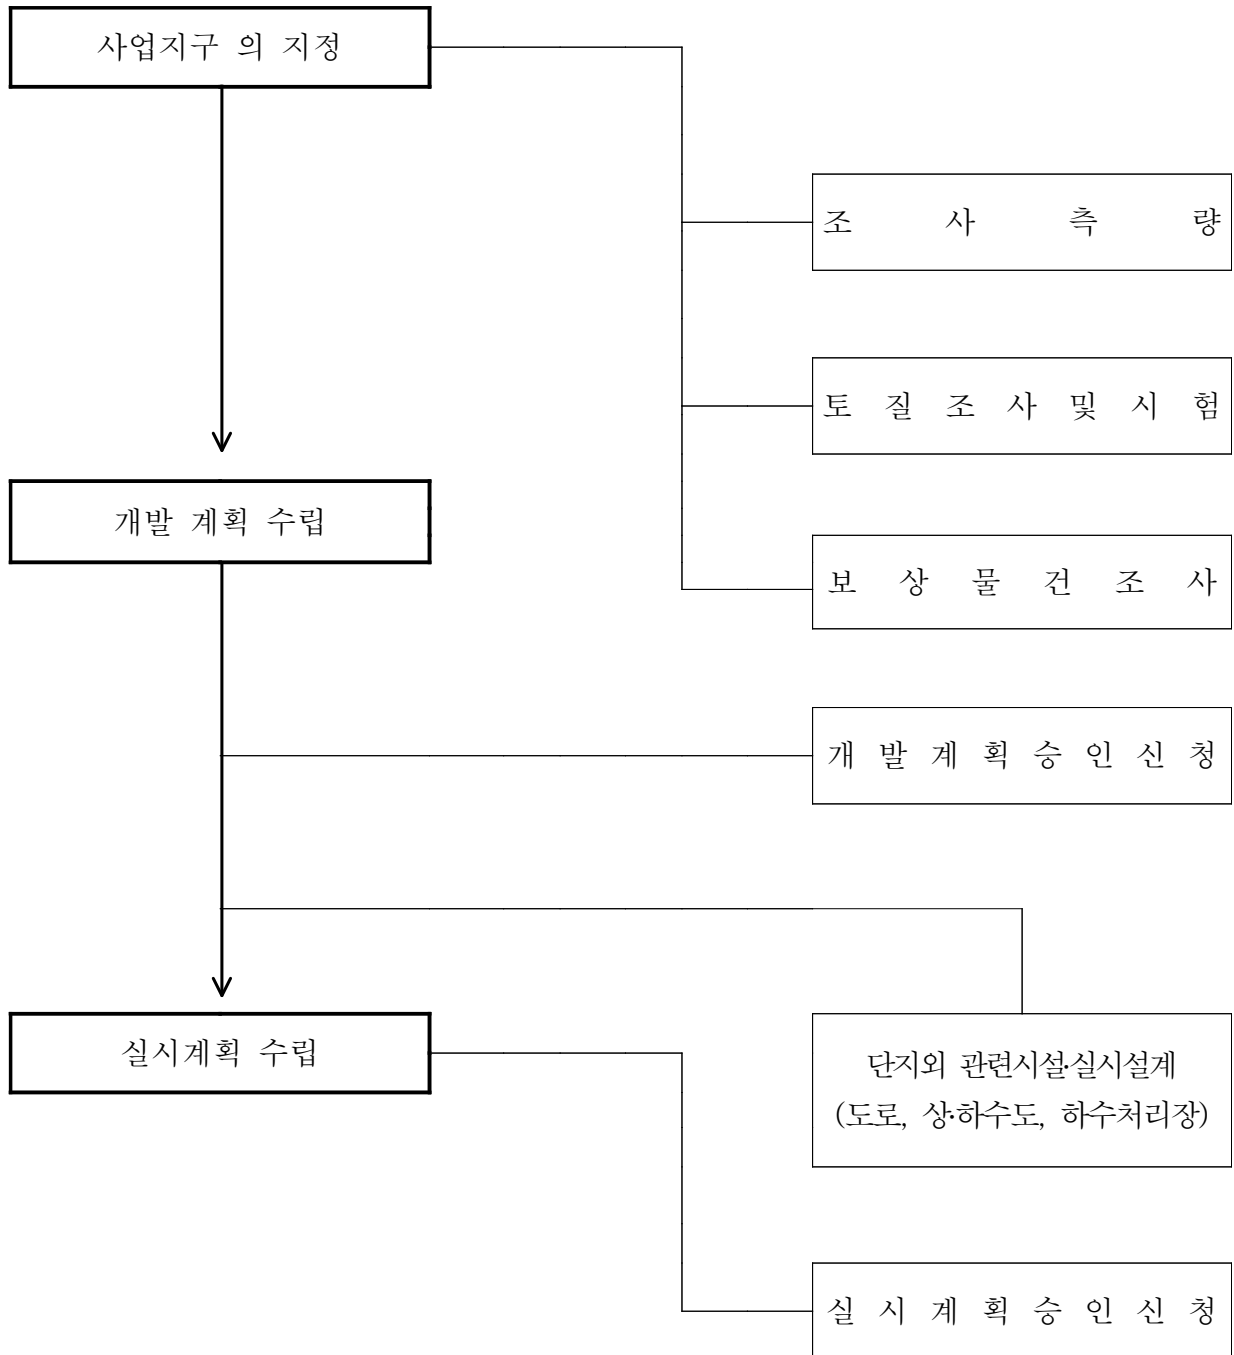 사업지구 의 지정
조 사 측 량
토 질 조 사 및 시 험
개발 계획 수립
보 상 물 건 조 사
개 발 계 획 승 인 신 청
실시계획 수립
단지외 관련시설·실시설계
(도로, 상·하수도, 하수처리장)
실 시 계 획 승 인 신 청